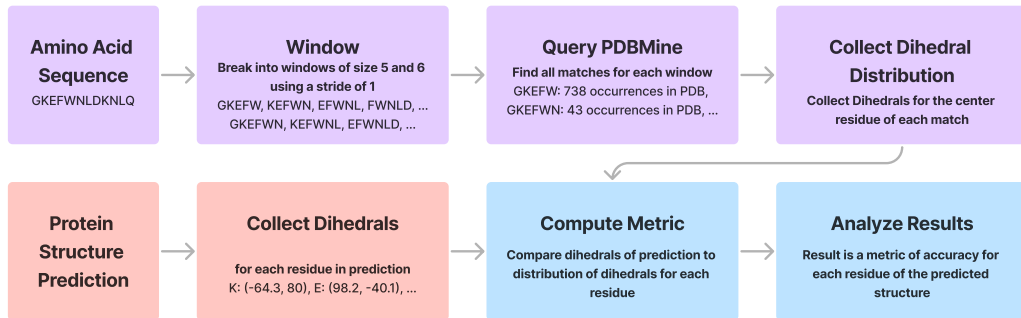 Amino Acid
Sequence
GKEFWNLDKNLQ
Window
Break into windows of size 5 and 6
using a stride of 1
GKEFW, KEFWN, EFWNL, FWNLD, ...
GKEFWN, KEFWNL, EFWNLD, ...
Query PDBMine
Find all matches for each window
GKEFW: 738 occurrences in PDB,
GKEFWN: 43 occurrences in PDB, ...
Collect Dihedral
Distribution
Collect Dihedrals for the center
residue of each match
Protein
Structure
Prediction
Collect Dihedrals
for each residue in prediction
K: (-64.3, 80), E: (98.2, -40.1), ...
Compute Metric
Compare dihedrals of prediction to
distribution of dihedrals for each
residue
Analyze Results
Result is a metric of accuracy for
each residue of the predicted
structure